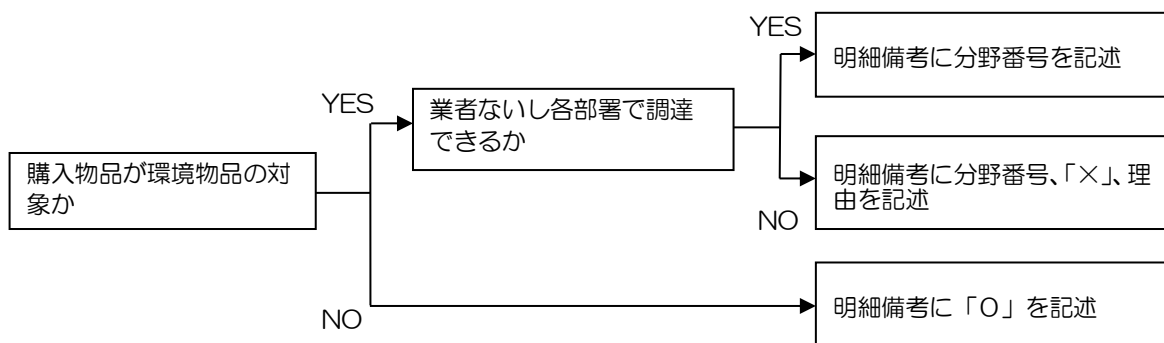 YES
明細備考に分野番号を記述
YES
業者ないし各部署で調達
できるか
購入物品が環境物品の対
象か
明細備考に分野番号、「×」、理
由を記述
NO
NO
明細備考に「０」を記述